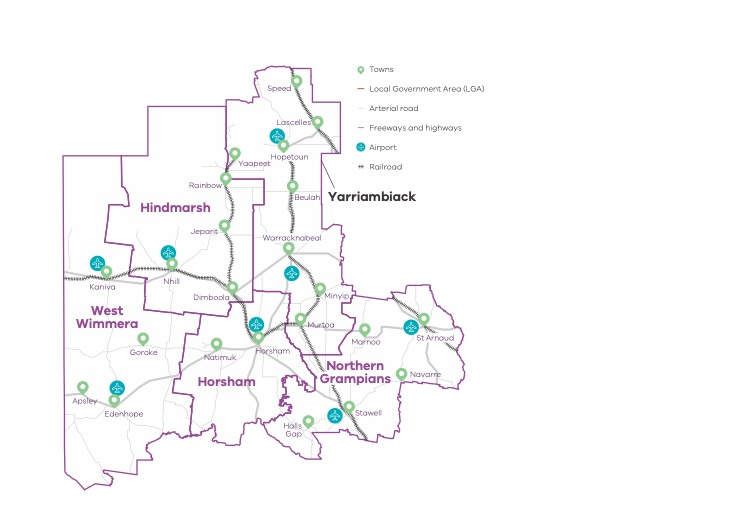 Towns
Local Government Area (LGA)
Arterial road
Freeways and highways
Airport
Railroad
Speed
Lascelles
Hopetoun
Yaapeet
Rainbow
Beulah
Yarriambiack
Hindmarsh
Jeparit
Warracknabeal
Kaniva
Nhill
Dimboola
Minyip
West
Wimmera
Murtoa
St Arnaud
Marnoo
Goroke
Natimuk
Horsham
Northern
Grampians
Navarre
Horsham
Apsley
Edenhope
Stawell
Halls
Gap